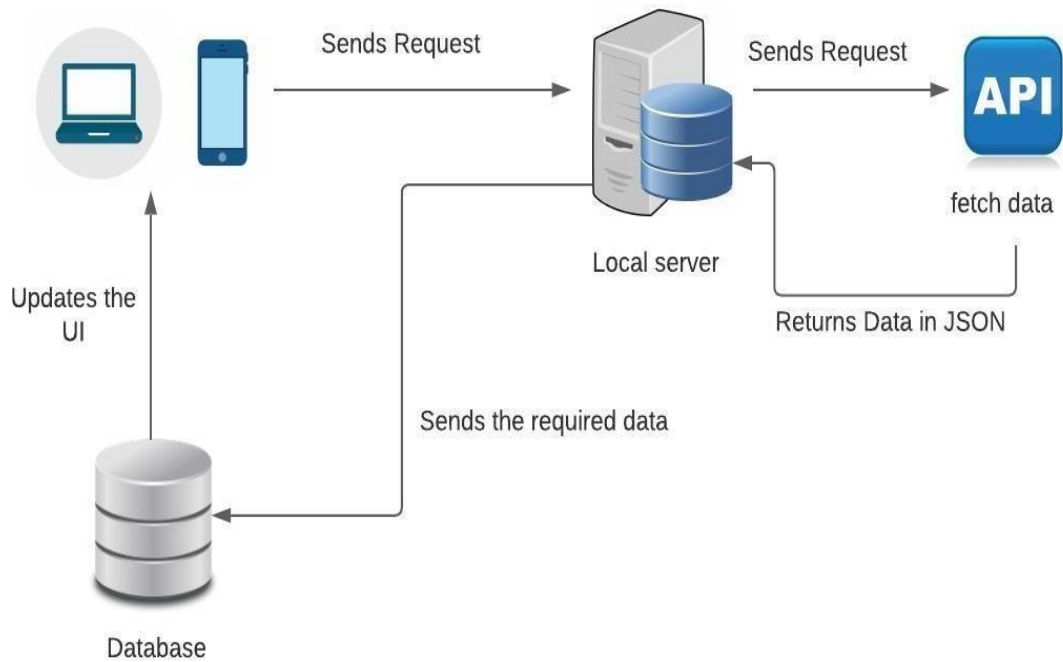 Sends Request
Sends Request
API
fetch data
Local server
Updates the
UI
Returns Data in JSON
Sends the required data
Database